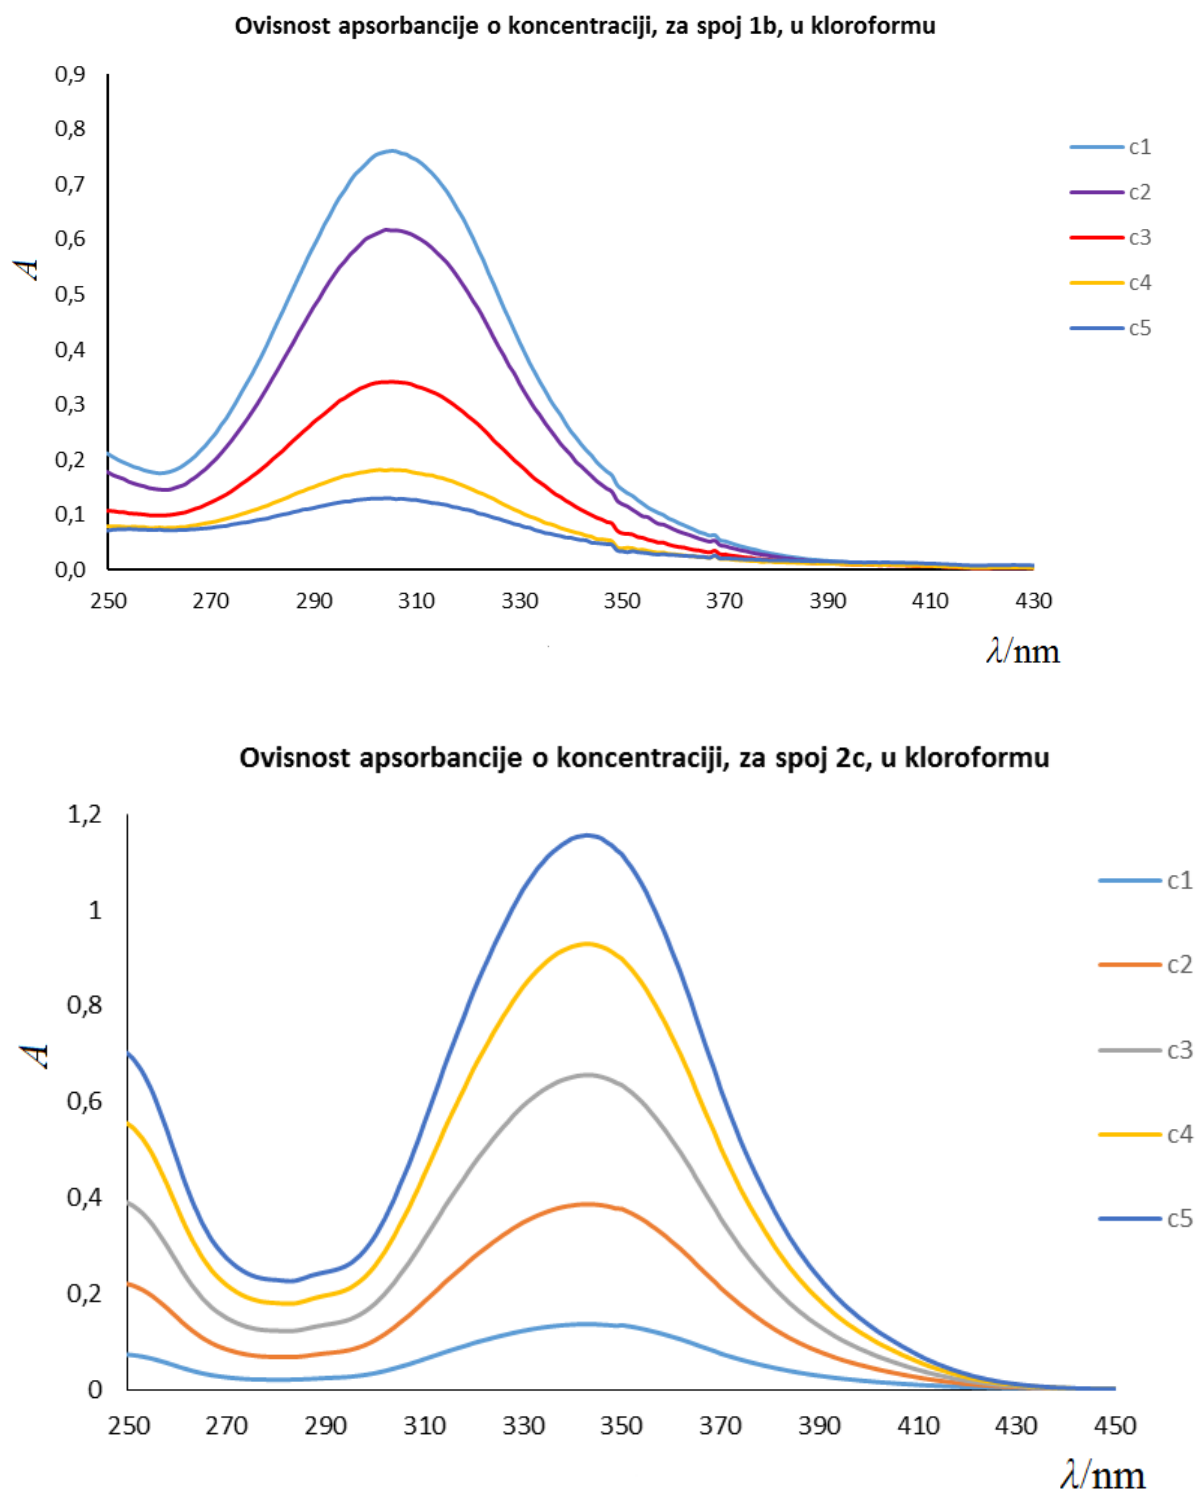 Ovisnost apsorbancije o koncentraciji, za spoj 1b, u kloroformu
0,9
0,8
0,7
0,6
0,5
0,4
0,3
0,2
0,1
0,0
A
250 270 290 310 330 350 370 390 410 430
λ/nm
c1
c2
c3
c4
c5
Ovisnost apsorbancije o koncentraciji, za spoj 2c, u kloroformu
1,2
1
0,8
0,6
0,4
0,2
0
A
250 270 290 310 330 350 370 390 410 430 450
λ/nm
c1
c2
c3
c4
c5